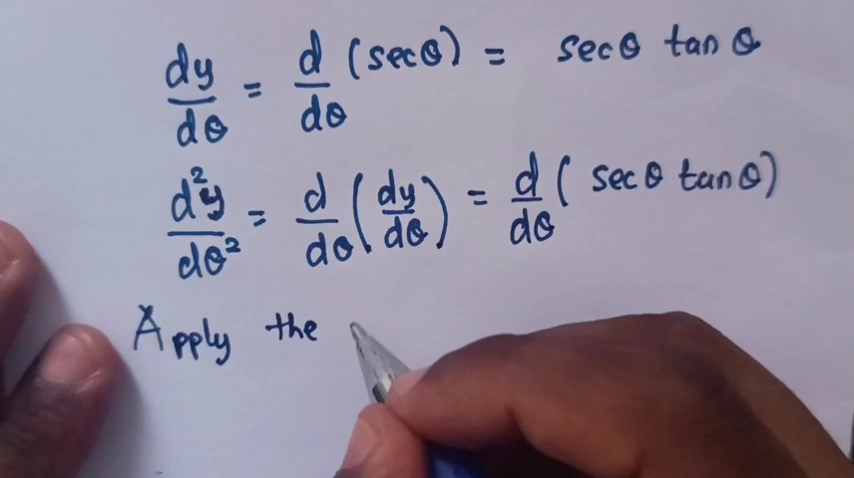 dy/dθ = d/dθ (secθ) = secθ tanθ
d²y/dθ² = d/dθ (dy/dθ) = d/dθ ( secθ tanθ)
Apply the